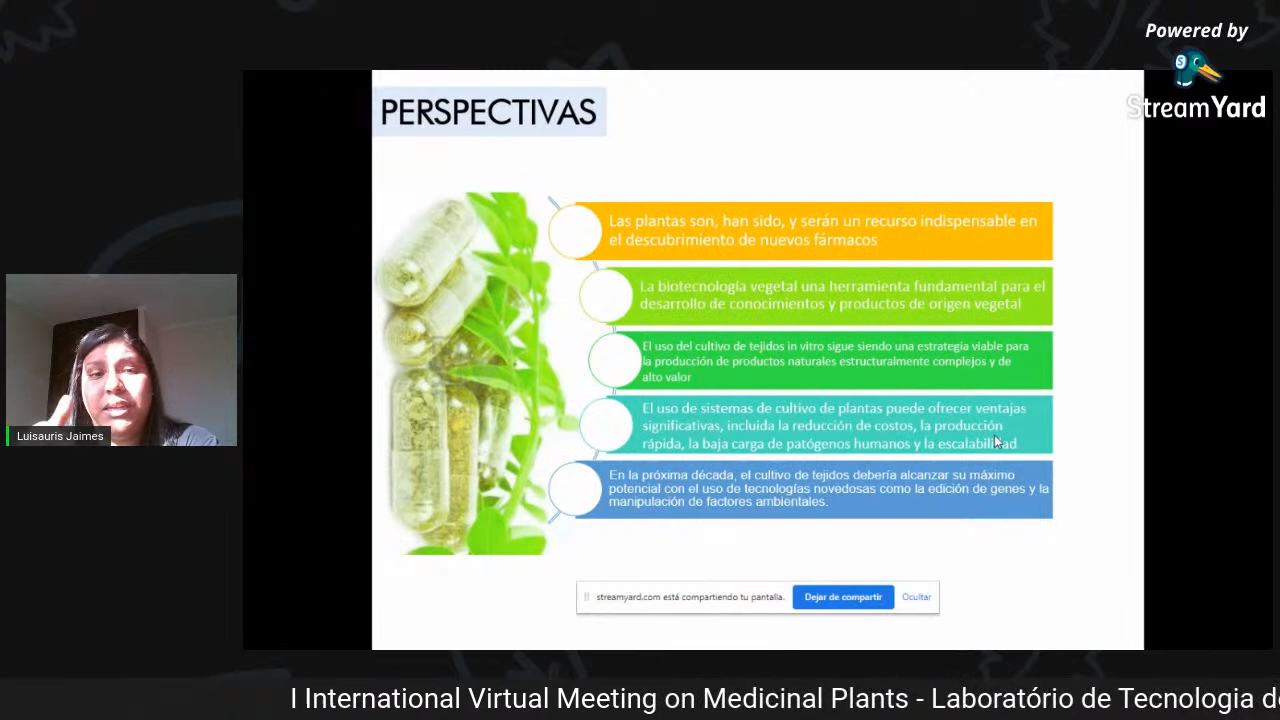 Powered by
StreamYard
PERSPECTIVAS
Las plantas son, han sido, y serán un recurso indispensable en
el descubrimiento de nuevos fármacos
La biotecnología vegetal una herramienta fundamental para el
desarrollo de conocimientos y productos de origen vegetal
El uso del cultivo de tejidos in vitro sigue siendo una estrategia viable para
la producción de productos naturales estructuralmente complejos y de
alto valor
El uso de sistemas de cultivo de plantas puede ofrecer ventajas
significativas, incluida la reducción de costos, la producción
rápida, la baja carga de patógenos humanos y la escalabilidad
En la próxima década, el cultivo de tejidos debería alcanzar su máximo
potencial con el uso de tecnologías novedosas como la edición de genes y la
manipulación de factores ambientales.
Luisauris Jaimes
streamyard.com está compartiendo tu pantalla. Dejar de compartir Ocultar
I International Virtual Meeting on Medicinal Plants - Laboratório de Tecnologia d